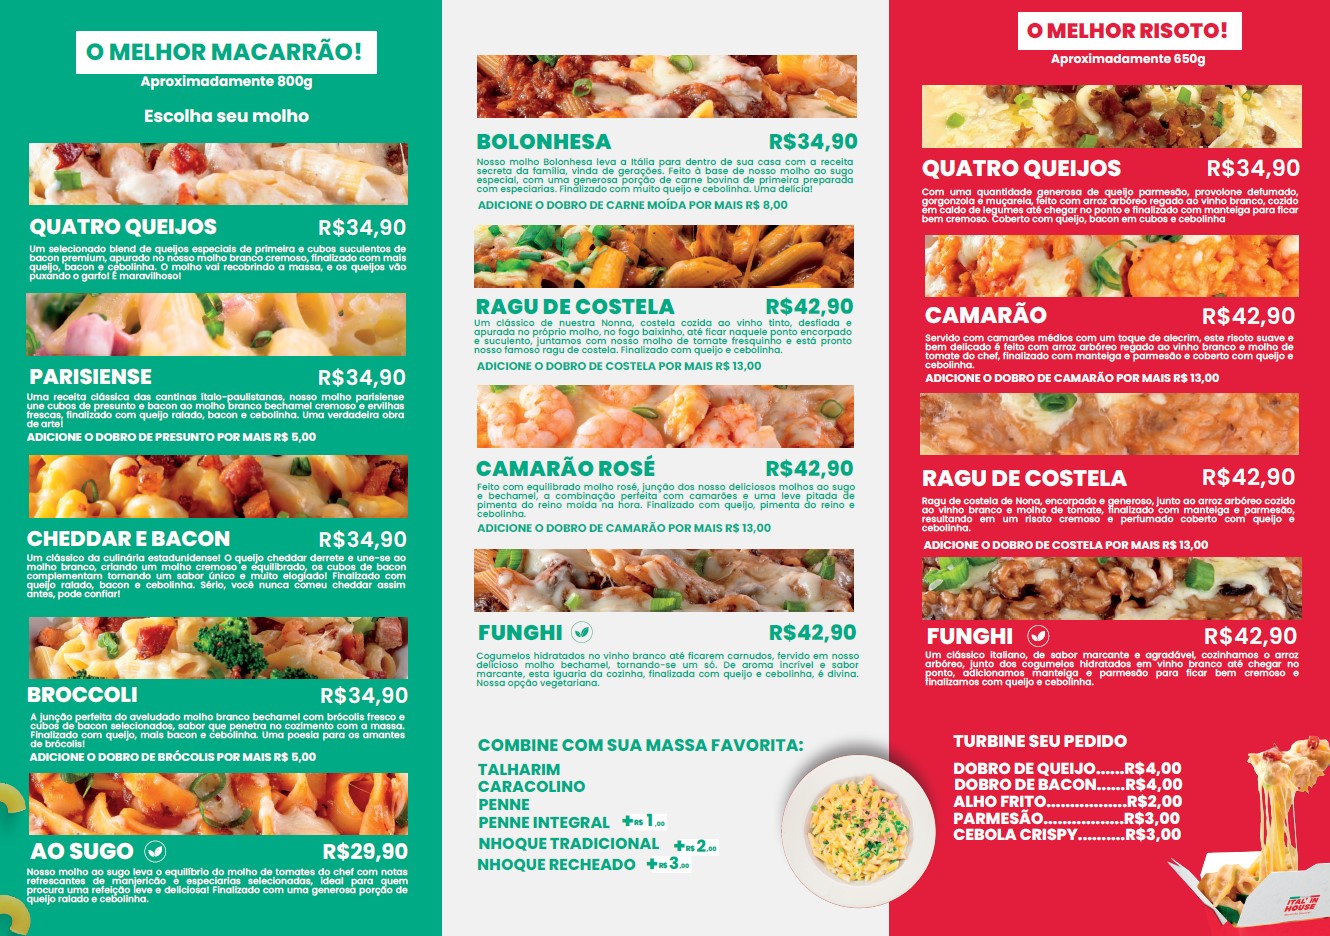 O MELHOR MACARRÃO!
Aproximadamente 800g
Escolha seu molho
QUATRO QUEIJOS R$34,90
Um selecionado blend de queijos especiais de primeira e cubos suculentos de
bacon premium, apurado no nosso molho branco cremoso, finalizado com mais
queijo, bacon e cebolinha. O molho vai recobrindo a massa, e os queijos vão
puxando o garfo! É maravilhoso!
PARISIENSE R$34,90
Uma receita clássica das cantinas ítalo-paulistanas, nosso molho parisiense
une cubos de presunto e bacon ao molho branco bechamel cremoso e ervilhas
frescas, finalizado com queijo ralado, bacon e cebolinha. Uma verdadeira obra
de arte!
ADICIONE O DOBRO DE PRESUNTO POR MAIS R$ 5,00
CHEDDAR E BACON R$34,90
Um clássico da culinária estadunidense! O queijo cheddar derrete e une-se ao
molho branco, criando um molho cremoso e equilibrado, os cubos de bacon
complementam tornando um sabor único e muito elogiado! Finalizado com
queijo ralado, bacon e cebolinha. Sério, você nunca comeu cheddar assim
antes, pode confiar!
BROCCOLI R$34,90
A junção perfeita do aveludado molho branco bechamel com brócolis fresco e
cubos de bacon selecionados, sabor que penetra no cozimento com a massa.
Finalizado com queijo, mais bacon e cebolinha. Uma poesia para os amantes
de brócolis!
ADICIONE O DOBRO DE BRÓCOLIS POR MAIS R$ 5,00
AO SUGO R$29,90
Nosso molho ao sugo leva o equilíbrio do molho de tomates do chef com notas
refrescantes de manjericão e especiarias selecionadas, ideal para quem
procura uma refeição leve e deliciosa! Finalizado com uma generosa porção de
queijo ralado e cebolinha.
BOLONHESA R$34,90
Nosso molho Bolonhesa leva a Itália para dentro de sua casa com a receita
secreta da família, vinda de gerações. Feito à base de nosso molho ao sugo
especial, com uma generosa porção de carne bovina de primeira preparada
com especiarias. Finalizado com muito queijo e cebolinha. Uma delícia!
ADICIONE O DOBRO DE CARNE MOÍDA POR MAIS R$ 8,00
RAGU DE COSTELA R$42,90
Um clássico de nuestra Nonna, costela cozida ao vinho tinto, desfiada e
apurada no próprio molho, no fogo baixinho, até ficar naquele ponto encorpado
e suculento, juntamos com nosso molho de tomate fresquinho e está pronto
nosso famoso ragu de costela. Finalizado com queijo e cebolinha.
ADICIONE O DOBRO DE COSTELA POR MAIS R$ 13,00
CAMARÃO ROSÉ R$42,90
Feito com equilibrado molho rosé, junção dos nosso deliciosos molhos ao sugo
e bechamel, a combinação perfeita com camarões e uma leve pitada de
pimenta do reino moída na hora. Finalizado com queijo, pimenta do reino e
cebolinha.
ADICIONE O DOBRO DE CAMARÃO POR MAIS R$ 13,00
FUNGHI R$42,90
Cogumelos hidratados no vinho branco até ficarem carnudos, fervido em nosso
delicioso molho bechamel, tornando-se um só. De aroma incrível e sabor
marcante, esta iguaria da cozinha, finalizada com queijo e cebolinha, é divina.
Nossa opção vegetariana.
COMBINE COM SUA MASSA FAVORITA:
TALHARIM
CARACOLINO
PENNE
PENNE INTEGRAL +R$ 1,00
NHOQUE TRADICIONAL +R$ 2,00
NHOQUE RECHEADO +R$ 3,00
O MELHOR RISOTO!
Aproximadamente 650g
QUATRO QUEIJOS R$34,90
Com uma quantidade generosa de queijo parmesão, provolone defumado,
gorgonzola e muçarela, feito com arroz arbóreo regado ao vinho branco, cozido
em caldo de legumes até chegar no ponto e finalizado com manteiga para ficar
bem cremoso. Coberto com queijo, bacon em cubos e cebolinha
CAMARÃO R$42,90
Servido com camarões médios com um toque de alecrim, este risoto suave e
bem delicado é feito com arroz arbóreo regado ao vinho branco e molho de
tomate do chef, finalizado com manteiga e parmesão e coberto com queijo e
cebolinha.
ADICIONE O DOBRO DE CAMARÃO POR MAIS R$ 13,00
RAGU DE COSTELA R$42,90
Ragu de costela de Nona, encorpado e generoso, junto ao arroz arbóreo cozido
ao vinho branco e molho de tomate, finalizado com manteiga e parmesão,
resultando em um risoto cremoso e perfumado coberto com queijo e
cebolinha.
ADICIONE O DOBRO DE COSTELA POR MAIS R$ 13,00
FUNGHI R$42,90
Um clássico italiano, de sabor marcante e agradável, cozinhamos o arroz
arbóreo, junto dos cogumelos hidratados em vinho branco até chegar no
ponto, adicionamos manteiga e parmesão para ficar bem cremoso e
finalizamos com queijo e cebolinha.
TURBINE SEU PEDIDO
DOBRO DE QUEIJO......R$4,00
DOBRO DE BACON......R$4,00
ALHO FRITO.................R$2,00
PARMESÃO.................R$3,00
CEBOLA CRISPY..........R$3,00
ITAL' IN
HOUSE